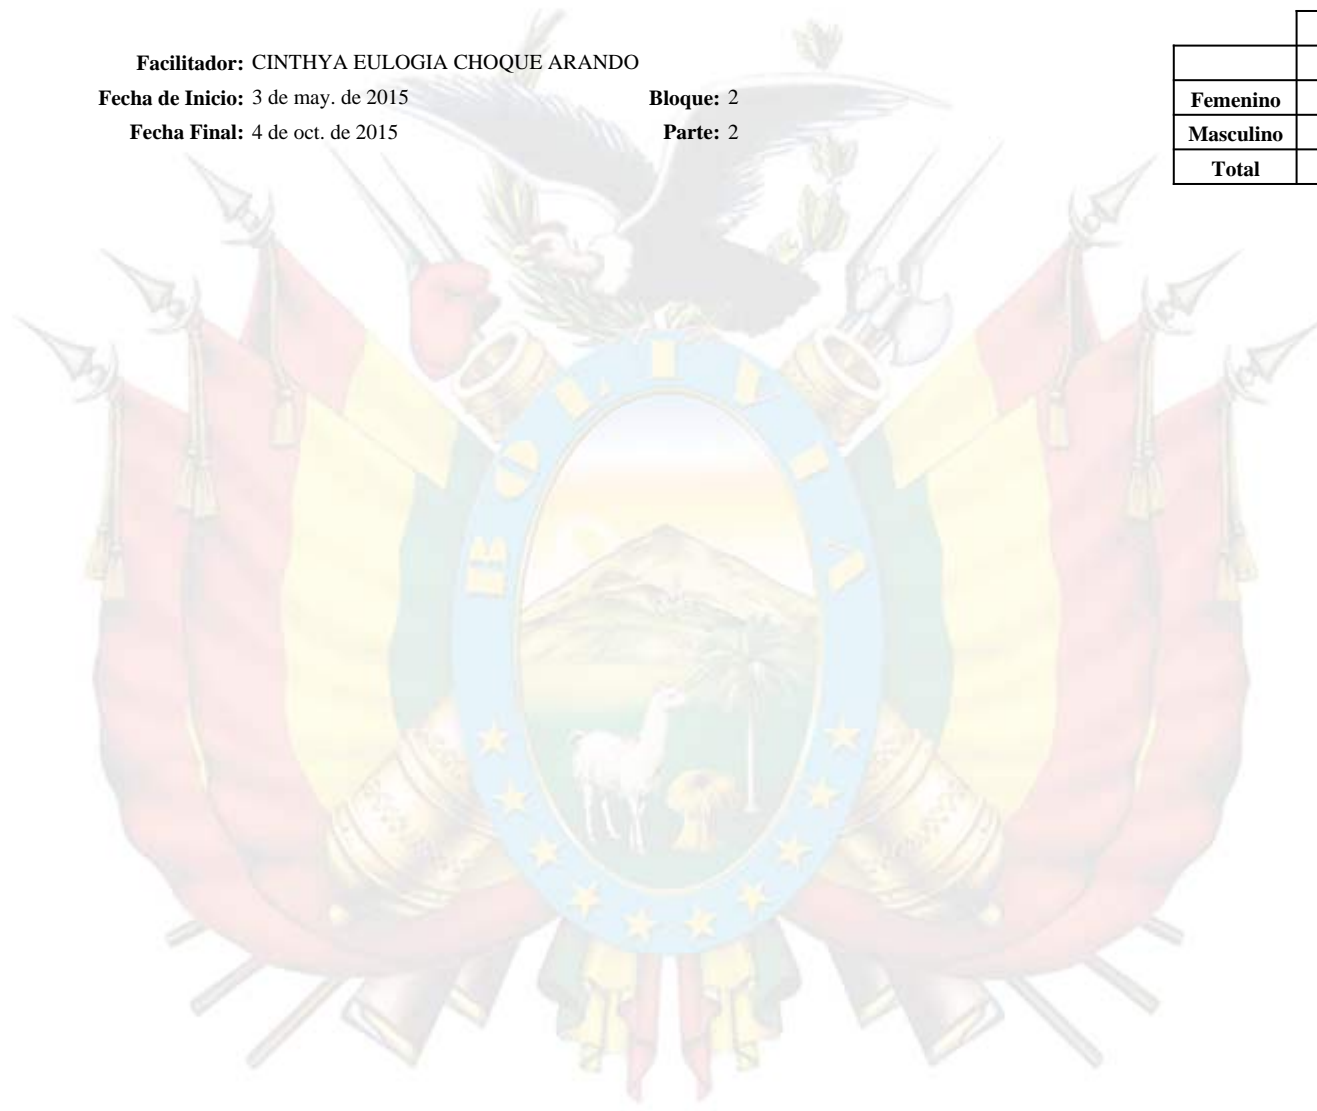 Facilitador: CINTHYA EULOGIA CHOQUE ARANDO
Fecha de Inicio: 3 de may. de 2015 Bloque: 2
Fecha Final: 4 de oct. de 2015 Parte: 2
Femenino
Masculino
Total
BOLIVIA